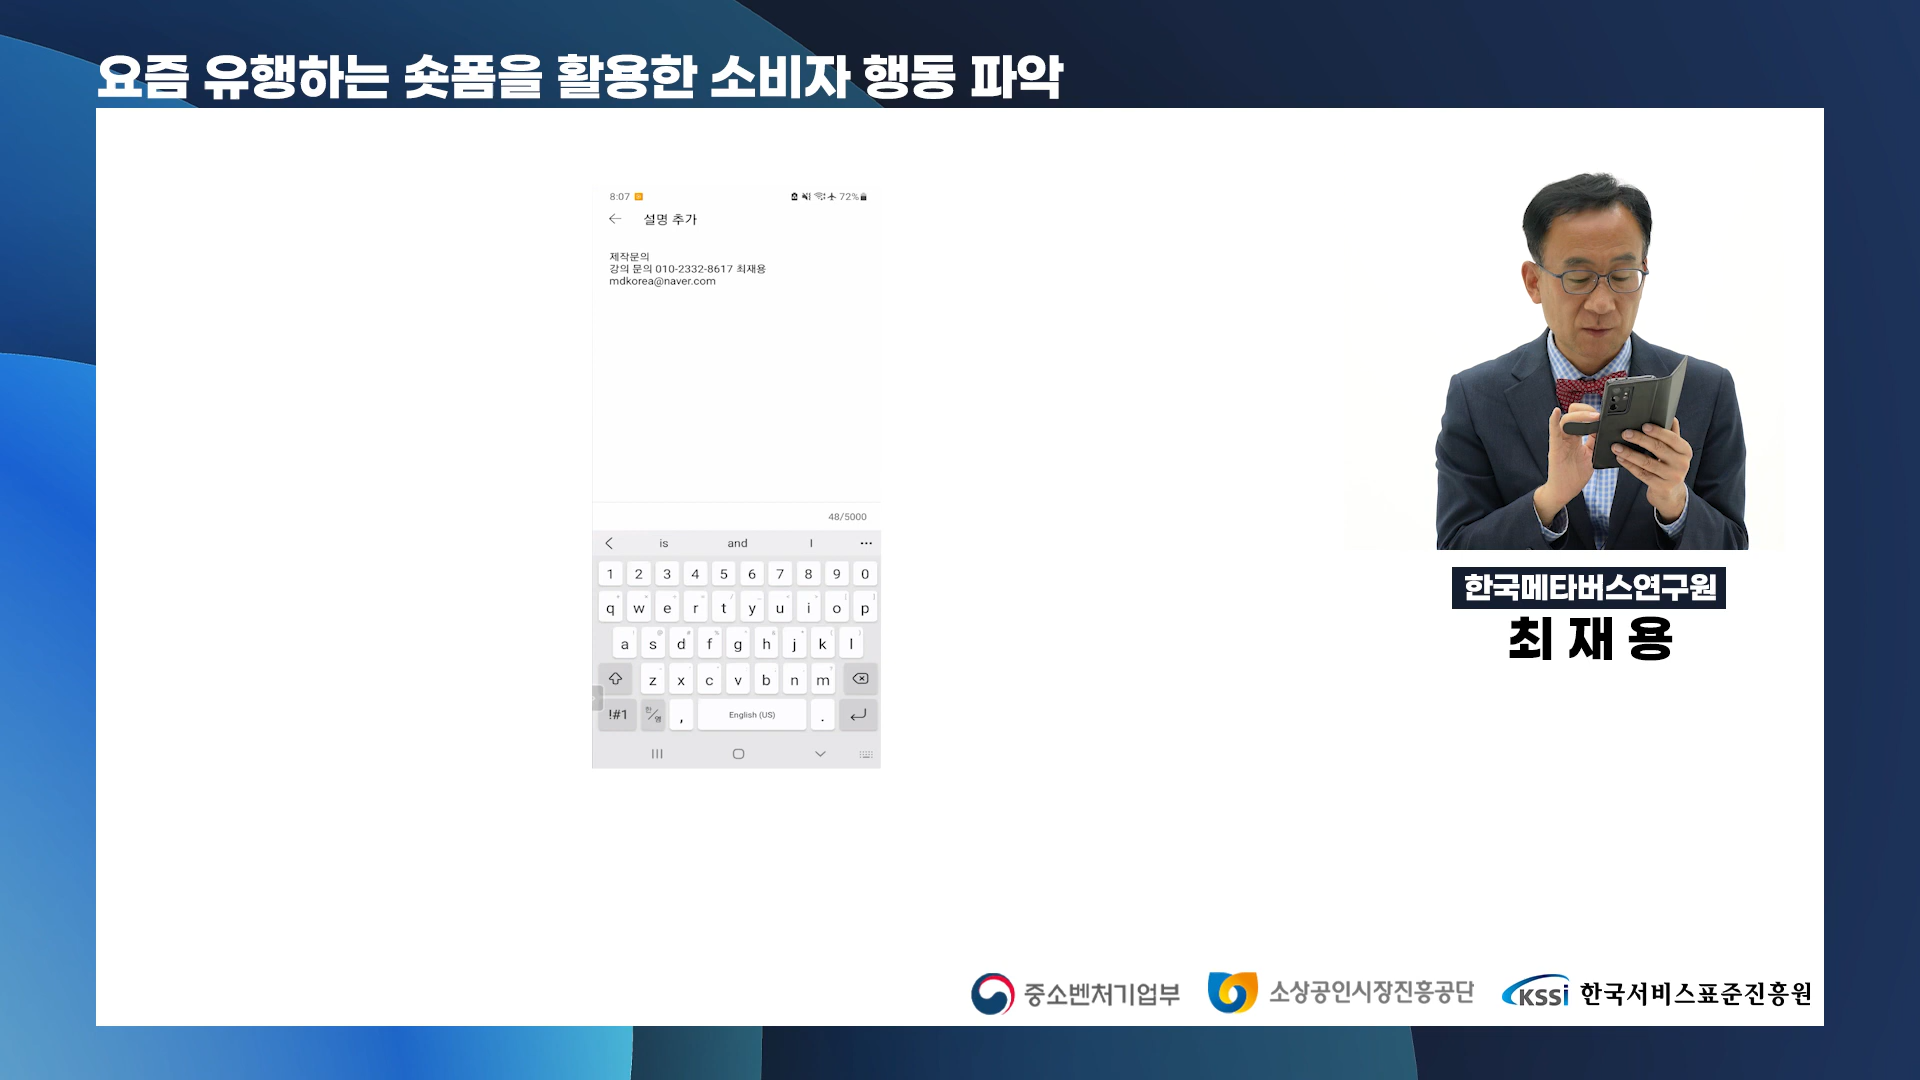 요즘 유행하는 숏폼을 활용한 소비자 행동 파악
8:07 72%
설명 추가
제작문의
강의 문의 010-2332-8617 최재용
mdkorea@naver.com
48/5000
is and I
1 2 3 4 5 6 7 8 9 0
q w e r t y u i o p
a s d f g h j k l
z x c v b n m
!#1 한/영 , English (US) .
한국메타버스연구원
최재용
중소벤처기업부 소상공인시장진흥공단 KSSi 한국서비스표준진흥원